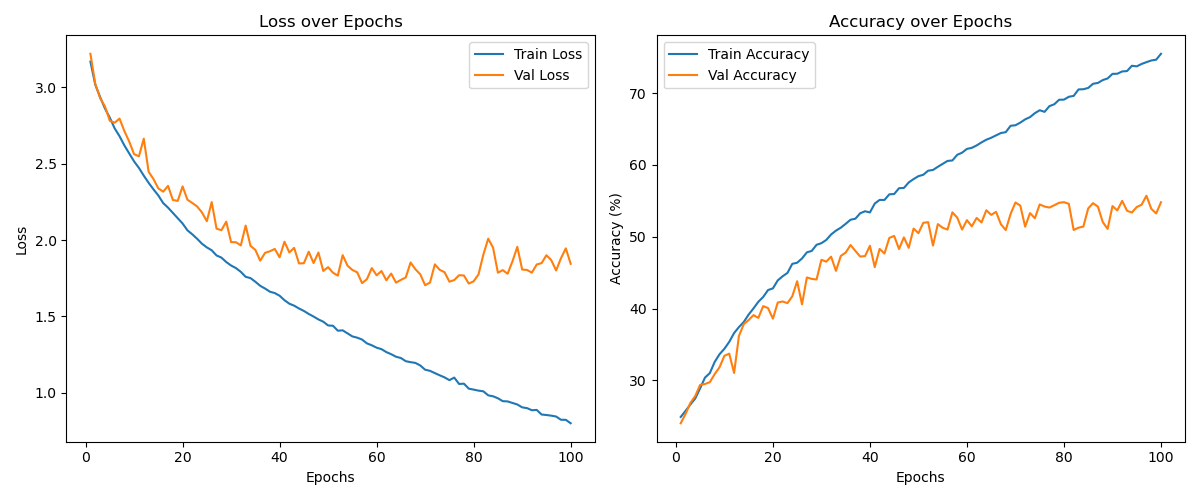 Loss over Epochs
Train Loss
Val Loss
Loss
3.0
2.5
2.0
1.5
1.0
0 20 40 60 80 100
Epochs
Accuracy over Epochs
Train Accuracy
Val Accuracy
Accuracy (%)
70
60
50
40
30
0 20 40 60 80 100
Epochs